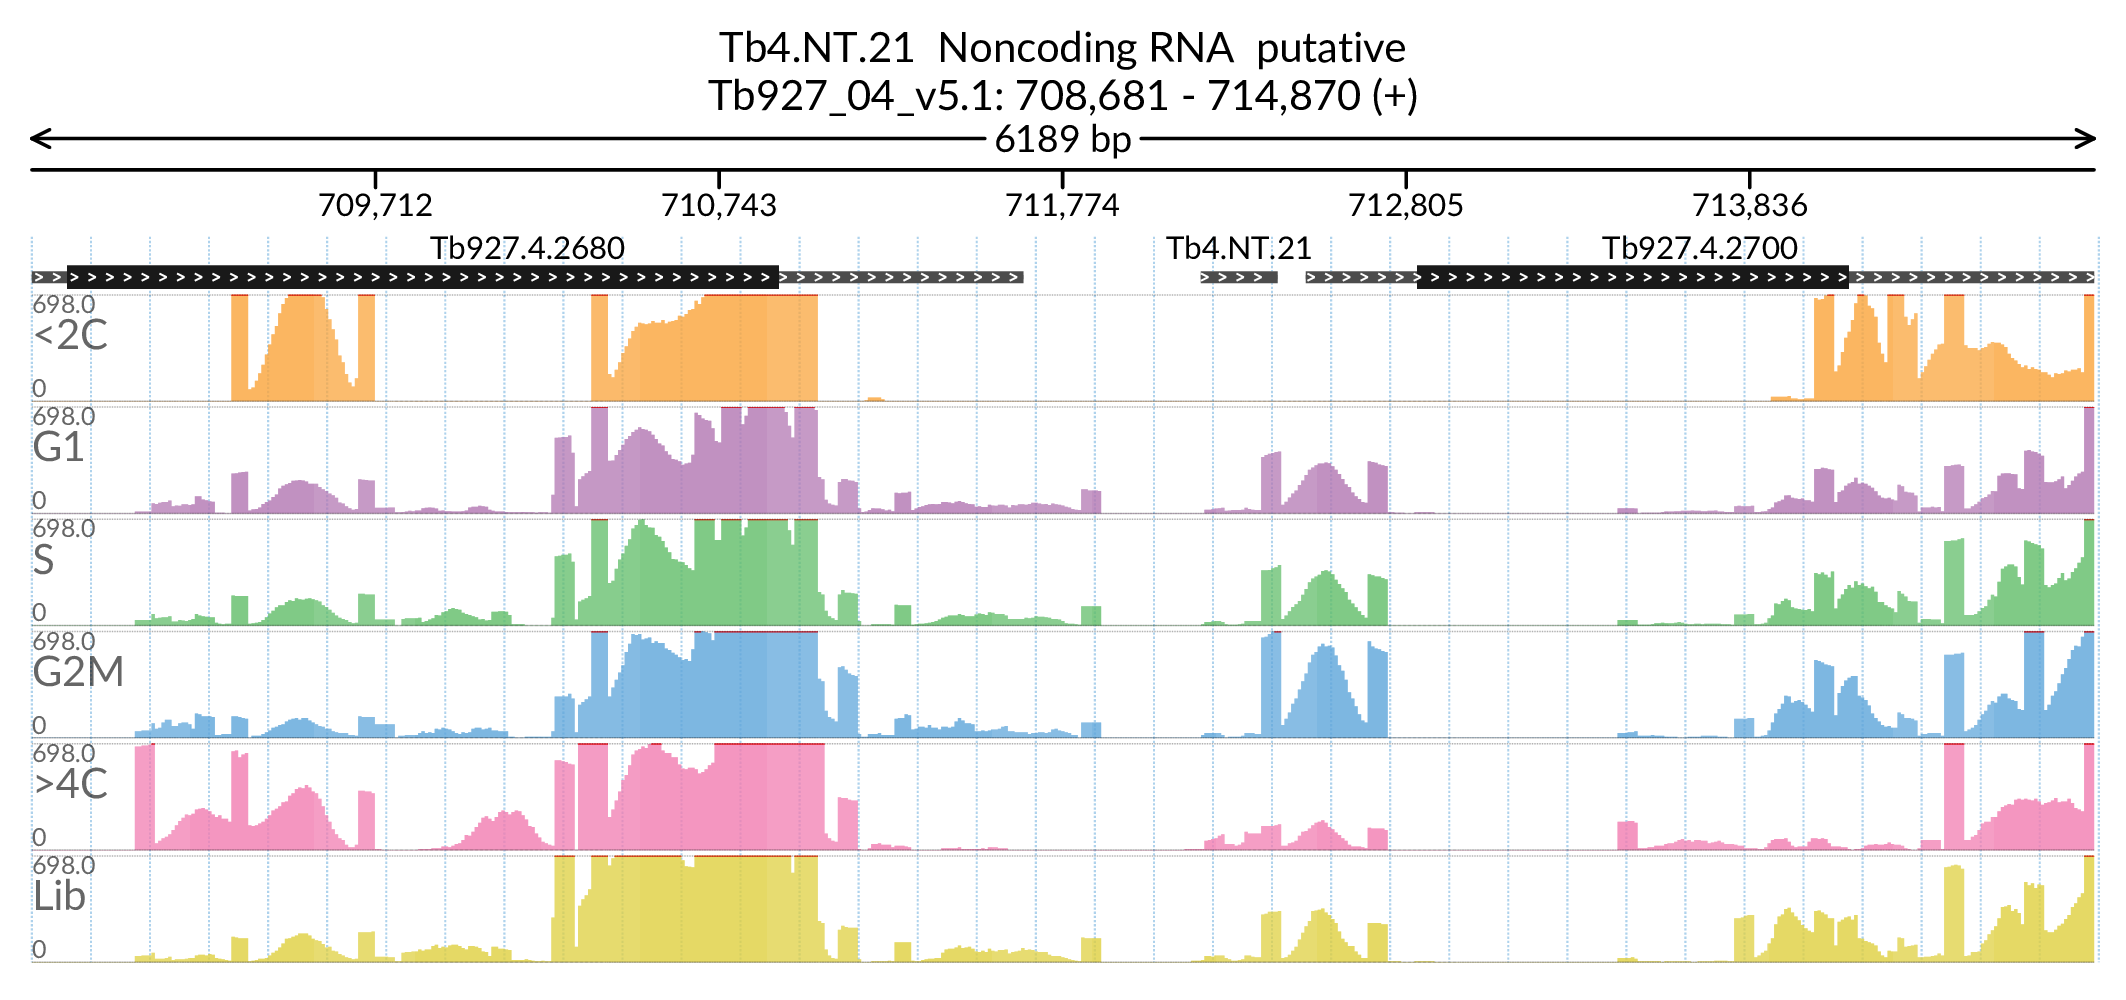 Tb4.NT.21 Noncoding RNA putative
Tb927_04_v5.1: 708,681 - 714,870 (+)
6189 bp
709,712 710,743 711,774 712,805 713,836
Tb927.4.2680 Tb4.NT.21 Tb927.4.2700
698.0
<2C
0
698.0
G1
0
698.0
S
0
698.0
G2M
0
698.0
>4C
0
698.0
Lib
0